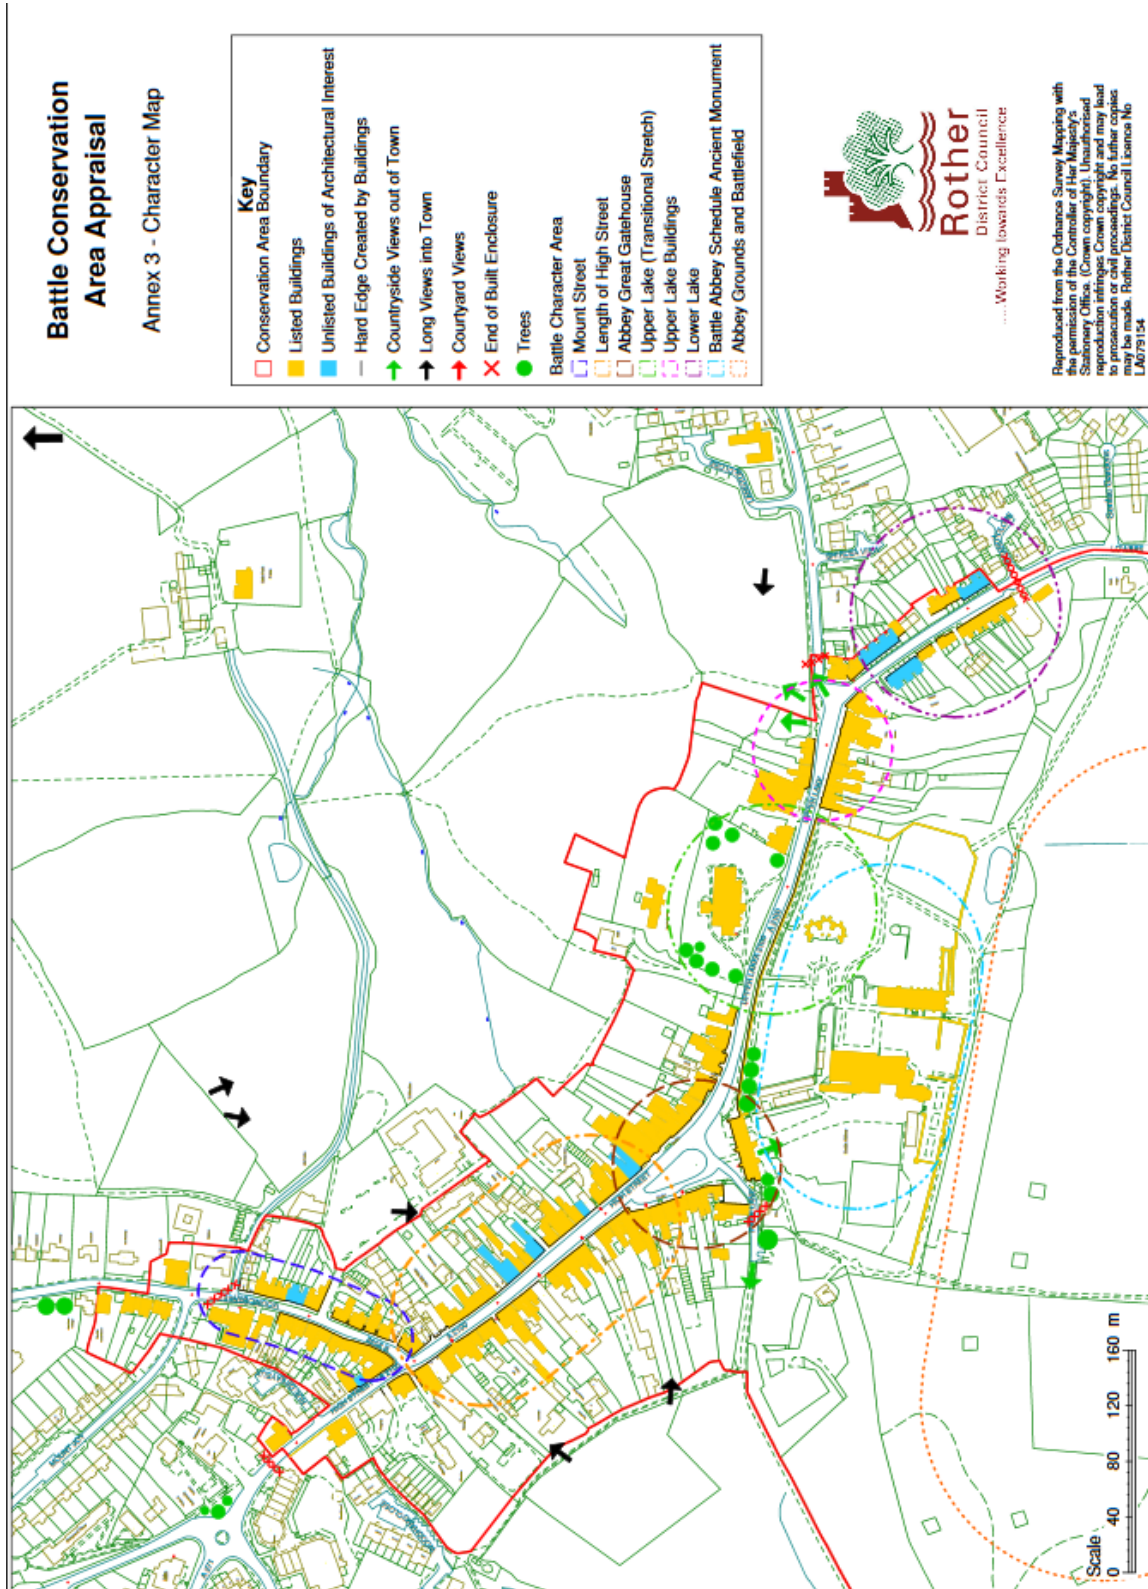 Battle Conservation
Area Appraisal
Annex 3 - Character Map
Key
Conservation Area Boundary
Listed Buildings
Unlisted Buildings of Architectural Interest
Hard Edge Created by Buildings
Countryside Views out of Town
Long Views into Town
Courtyard Views
End of Built Enclosure
Trees
Battle Character Area
Mount Street
Length of High Street
Abbey Great Gatehouse
Upper Lake (Transitional Stretch)
Upper Lake Buildings
Lower Lake
Battle Abbey Schedule Ancient Monument
Abbey Grounds and Battlefield
Rother
District Council
.....Working towards Excellence
Reproduced from the Ordnance Survey Mapping with
the permission of the Controller of Her Majesty's
Stationery Office. (Crown copyright). Unauthorised
reproduction infringes Crown copyright and may lead
to prosecution or civil proceedings. No futher copies
may be made. Rother District Council Licence No
LA079154
HIGH STREET
Scale
0 40 80 120 160 m